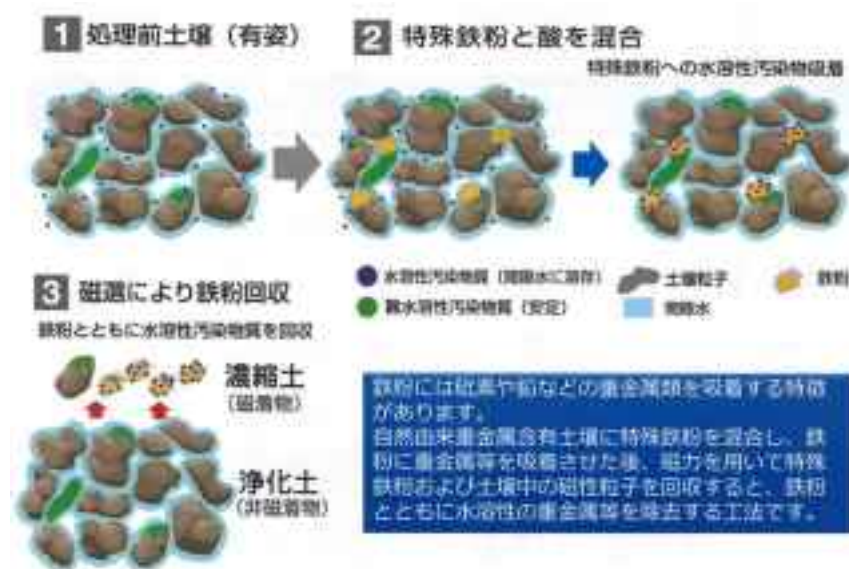 1 処理前土壌（有姿）
2 特殊鉄粉と酸を混合
特殊鉄粉への水溶性汚染物吸着
水溶性汚染物質（間隙水に溶存）
土壌粒子
鉄粉
難水溶性汚染物質（安定）
間隙水
3 磁選により鉄粉回収
鉄粉とともに水溶性汚染物質を回収
濃縮土
（磁着物）
浄化土
（非磁着物）
鉄粉には砒素や鉛などの重金属類を吸着する特徴
があります。
自然由来重金属含有土壌に特殊鉄粉を混合し、鉄
粉に重金属等を吸着させた後、磁力を用いて特殊
鉄粉および土壌中の磁性粒子を回収すると、鉄粉
とともに水溶性の重金属等を除去する工法です。